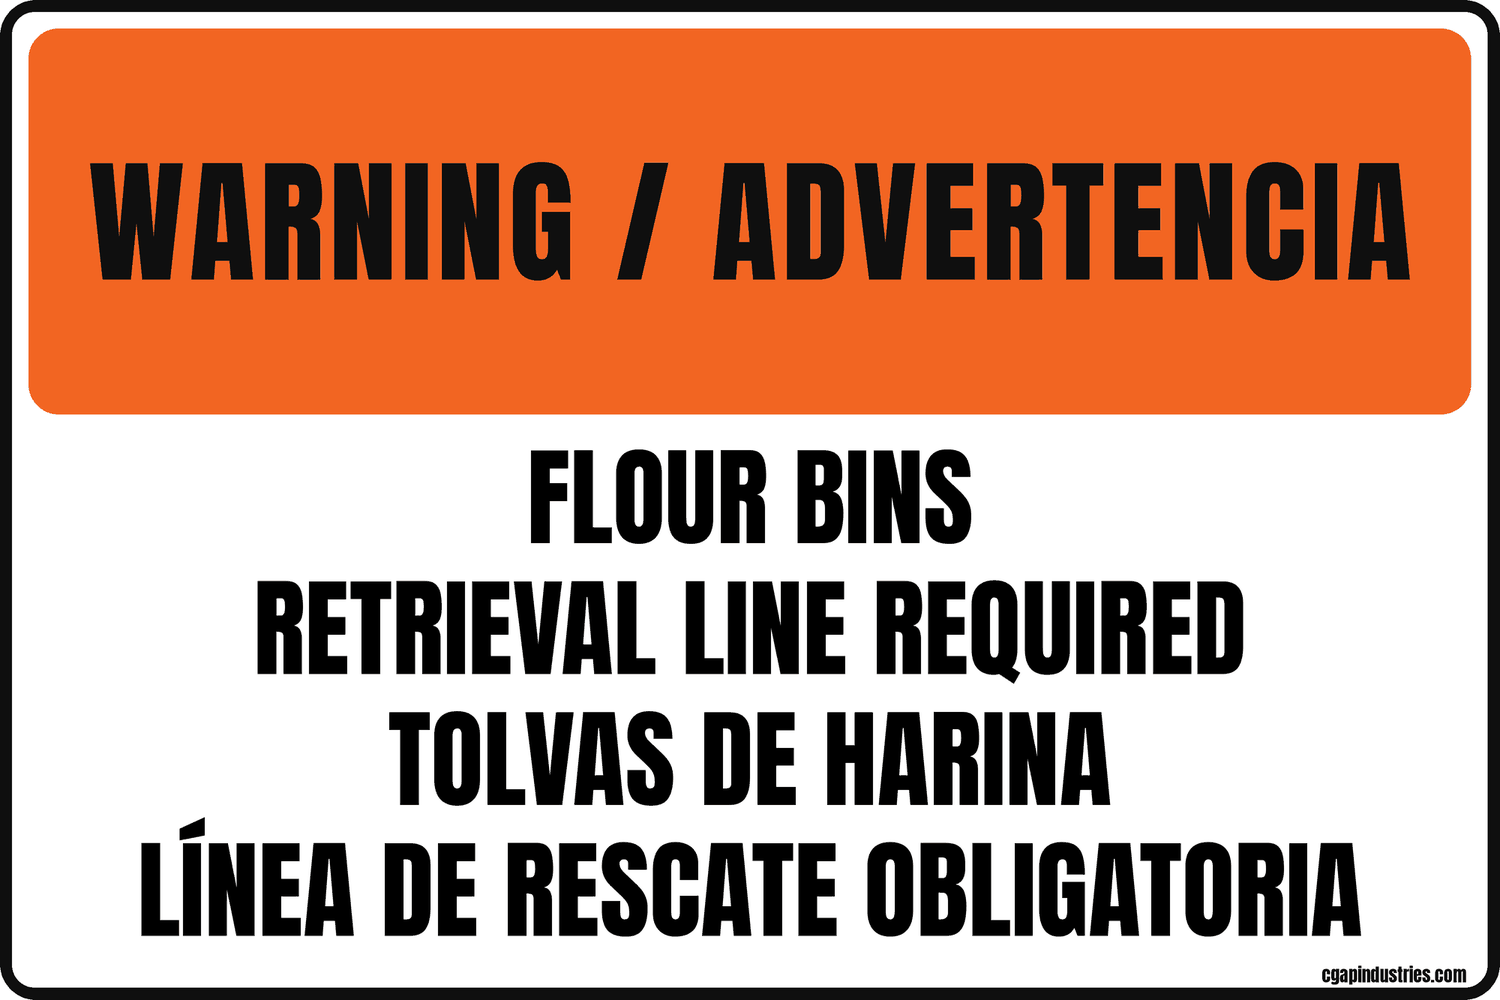 WARNING / ADVERTENCIA
FLOUR BINS
RETRIEVAL LINE REQUIRED
TOLVAS DE HARINA
LÍNEA DE RESCATE OBLIGATORIA
cgapindustries.com